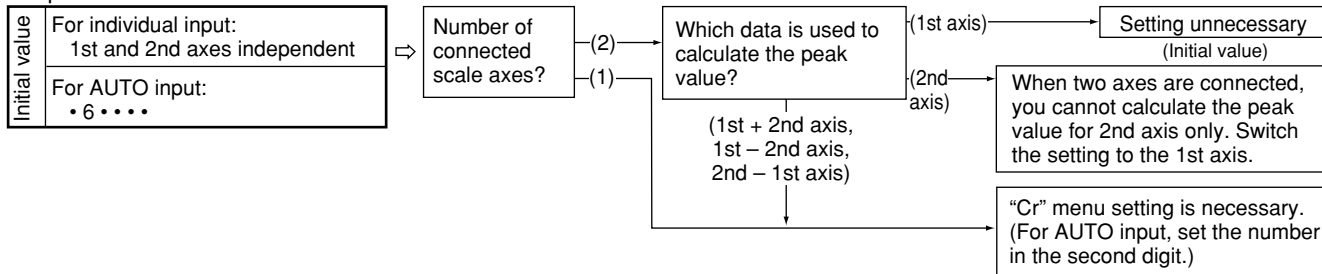 Initial value
For individual input:
1st and 2nd axes independent
For AUTO input:
• 6 • • • •
⇨
Number of
connected
scale axes?
(2)
(1)
Which data is used to
calculate the peak
value?
(1st axis)
Setting unnecessary
(Initial value)
(2nd
axis)
When two axes are connected,
you cannot calculate the peak
value for 2nd axis only. Switch
the setting to the 1st axis.
(1st + 2nd axis,
1st – 2nd axis,
2nd – 1st axis)
“Cr” menu setting is necessary.
(For AUTO input, set the number
in the second digit.)